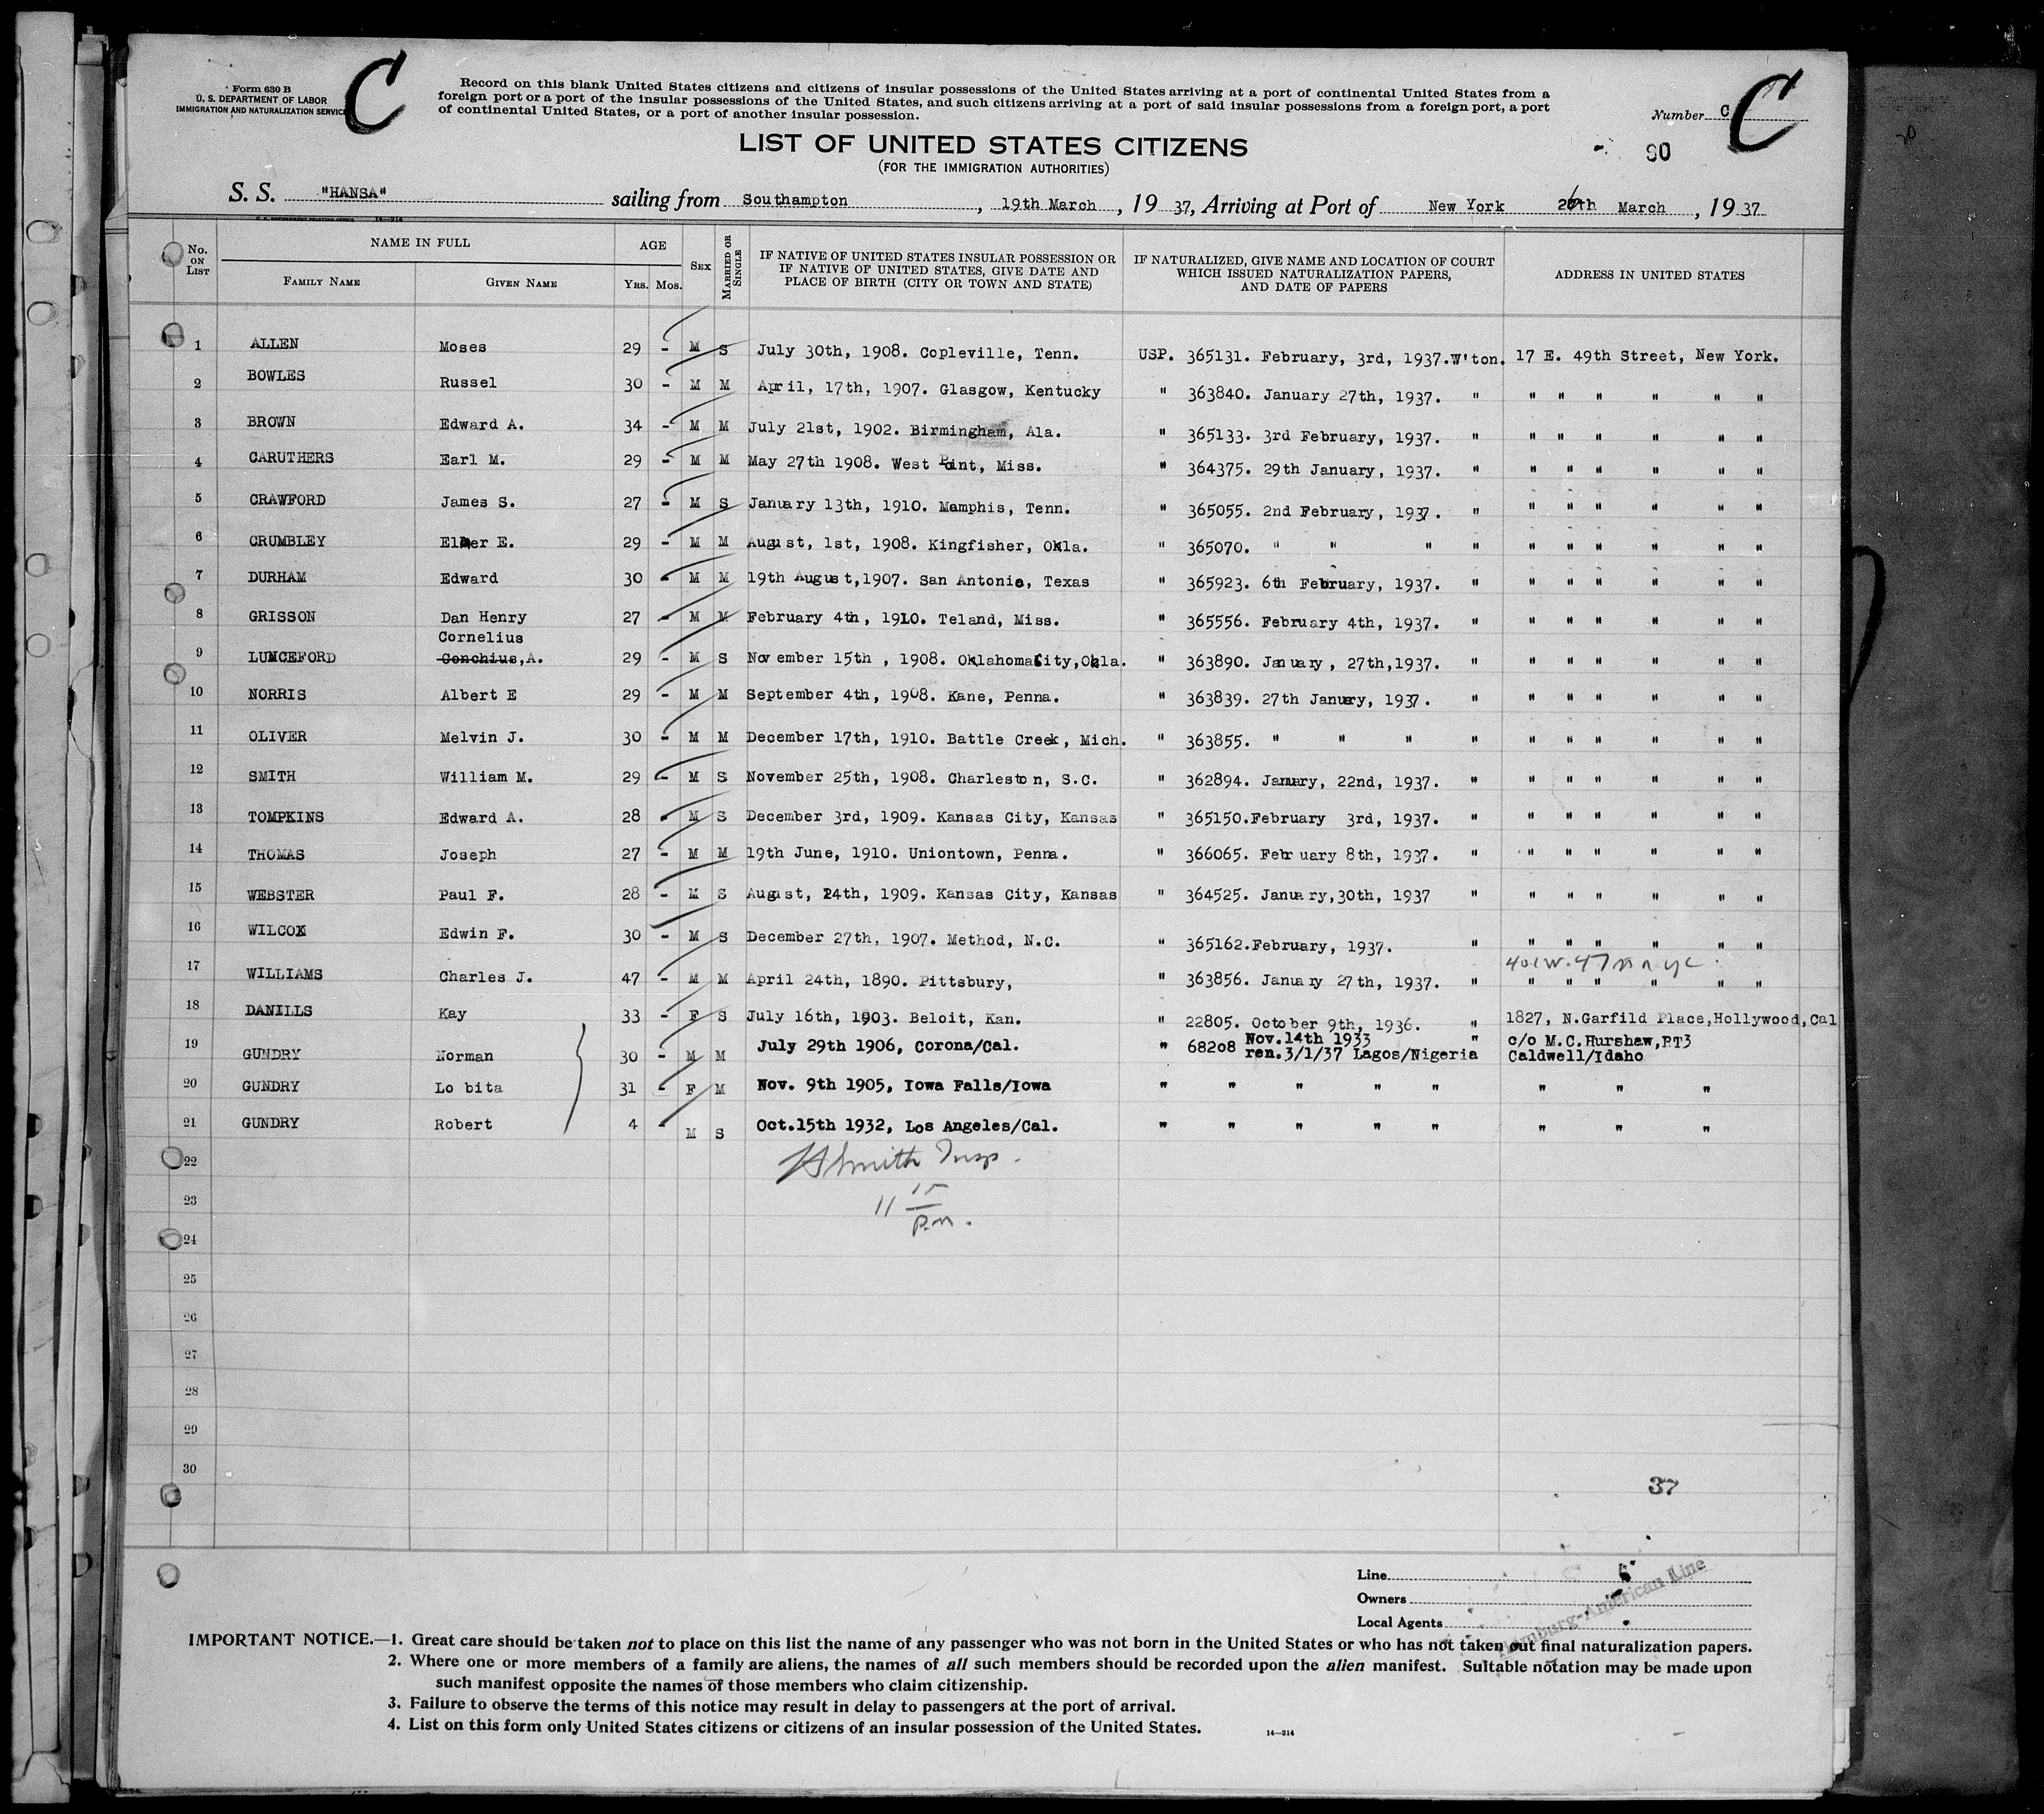 Form 630 B
U. S. DEPARTMENT OF LABOR
IMMIGRATION AND NATURALIZATION SERVICE
C
Record on this blank United States citizens and citizens of insular possessions of the United States arriving at a port of continental United States from a
foreign port or a port of the insular possessions of the United States, and such citizens arriving at a port of said insular possessions from a foreign port, a port
of continental United States, or a port of another insular possession.
Number C
C
LIST OF UNITED STATES CITIZENS
(FOR THE IMMIGRATION AUTHORITIES)
90
S. S. "HANSA" sailing from Southampton, 19th March, 19 37, Arriving at Port of New York 26th March, 19 37
No. ON LIST NAME IN FULL AGE SEX MARRIED OR SINGLE IF NATIVE OF UNITED STATES INSULAR POSSESSION OR IF NATIVE OF UNITED STATES, GIVE DATE AND PLACE OF BIRTH (CITY OR TOWN AND STATE) IF NATURALIZED, GIVE NAME AND LOCATION OF COURT WHICH ISSUED NATURALIZATION PAPERS, AND DATE OF PAPERS ADDRESS IN UNITED STATES
FAMILY NAME GIVEN NAME YRS. MOS.
1 ALLEN Moses 29 - M S July 30th, 1908. Copleville, Tenn. USP. 365131. February, 3rd, 1937.W'ton. 17 E. 49th Street, New York.
2 BOWLES Russel 30 - M M April, 17th, 1907. Glasgow, Kentucky " 363840. January 27th, 1937. " " " " " " "
3 BROWN Edward A. 34 - M M July 21st, 1902. Birmingham, Ala. " 365133. 3rd February, 1937. " " " " " " "
4 CARUTHERS Earl M. 29 - M M May 27th 1908. West Point, Miss. " 364375. 29th January, 1937. " " " " " " "
5 CRAWFORD James S. 27 - M S January 13th, 1910. Memphis, Tenn. " 365055. 2nd February, 1937. " " " " " " "
6 CRUMBLEY Elmer E. 29 - M M August, 1st, 1908. Kingfisher, Okla. " 365070. " " " " " " " " " "
7 DURHAM Edward 30 - M M 19th August,1907. San Antonio, Texas " 365923. 6th February, 1937. " " " " " " "
8 GRISSON Dan Henry 27 - M M February 4th, 1910. Teland, Miss. " 365556. February 4th, 1937. " " " " " " "
Cornelius
9 LUNCEFORD Conchius,A. 29 - M S November 15th , 1908. OklahomaCity,Okla. " 363890. January, 27th,1937. " " " " " " "
10 NORRIS Albert E 29 - M M September 4th, 1908. Kane, Penna. " 363839. 27th January, 1937. " " " " " " "
11 OLIVER Melvin J. 30 - M M December 17th, 1910. Battle Creek, Mich. " 363855. " " " " " " " " " "
12 SMITH William M. 29 - M S November 25th, 1908. Charleston, S.C. " 362894. January, 22nd, 1937. " " " " " " "
13 TOMPKINS Edward A. 28 - M S December 3rd, 1909. Kansas City, Kansas " 365150.February 3rd, 1937. " " " " " " "
14 THOMAS Joseph 27 - M M 19th June, 1910. Uniontown, Penna. " 366065. February 8th, 1937. " " " " " " "
15 WEBSTER Paul F. 28 - M S August, 24th, 1909. Kansas City, Kansas " 364525. January,30th, 1937 " " " " " " "
16 WILCOX Edwin F. 30 - M S December 27th, 1907. Method, N.C. " 365162.February, 1937. " " " " " " "
401 W. 47
17 WILLIAMS Charles J. 47 - M M April 24th, 1890. Pittsbury, " 363856. January 27th, 1937. " " " " " " "
18 DANILLS Kay 33 - F S July 16th, 1903. Beloit, Kan. " 22805. October 9th, 1936. " 1827, N.Garfild Place,Hollywood,Cal
19 GUNDRY Norman 30 - M M July 29th 1906, Corona/Cal. " 68208 Nov.14th 1933 " ren.3/1/37 Lagos/Nigeria c/o M.C.Hurshaw,RT3 Caldwell/Idaho
20 GUNDRY Lo bita 31 - F M Nov. 9th 1905, Iowa Falls/Iowa " " " " " " " "
21 GUNDRY Robert 4 - M S Oct.15th 1932, Los Angeles/Cal. " " " " " " " "
22
Smith Insp.
23
11 15
p.m.
24
25
26
27
28
29
30
37
Line
Owners
Local Agents
Hamburg-American Line
IMPORTANT NOTICE.—1. Great care should be taken not to place on this list the name of any passenger who was not born in the United States or who has not taken out final naturalization papers.
2. Where one or more members of a family are aliens, the names of all such members should be recorded upon the alien manifest. Suitable notation may be made upon
such manifest opposite the names of those members who claim citizenship.
3. Failure to observe the terms of this notice may result in delay to passengers at the port of arrival.
4. List on this form only United States citizens or citizens of an insular possession of the United States.
14—214